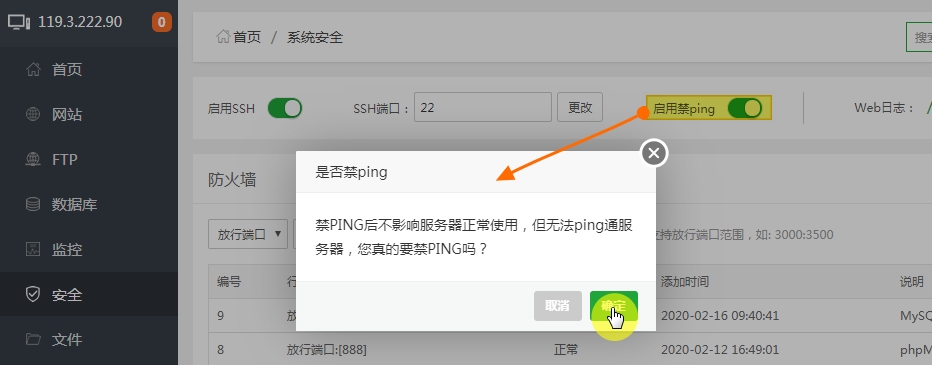 119.3.222.90
0
首页
网站
FTP
数据库
监控
安全
文件
首页 / 系统安全
启用SSH
SSH端口：
22
更改
启用禁ping
Web日志：
防火墙
放行端口
支持放行端口范围，如: 3000:3500
编号
添加时间
说明
9
2020-02-16 09:40:41
8
放行端口:[888]
正常
2020-02-12 16:49:01
是否禁ping
禁PING后不影响服务器正常使用，但无法ping通服
务器，您真的要禁PING吗？
取消
确定